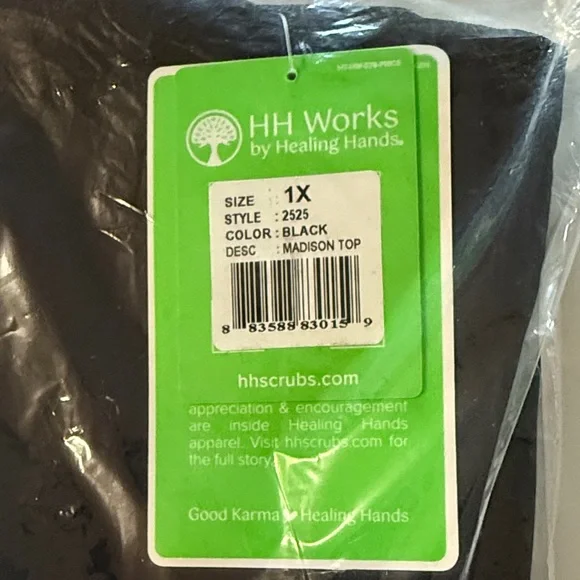 HH Works
by Healing Hands®
SIZE : 1X
STYLE : 2525
COLOR : BLACK
DESC : MADISON TOP
8 83588 83015 9
hhscrubs.com
appreciation & encouragement
are inside Healing Hands
apparel. Visit hhscrubs.com for
the full story.
Good Karma Healing Hands